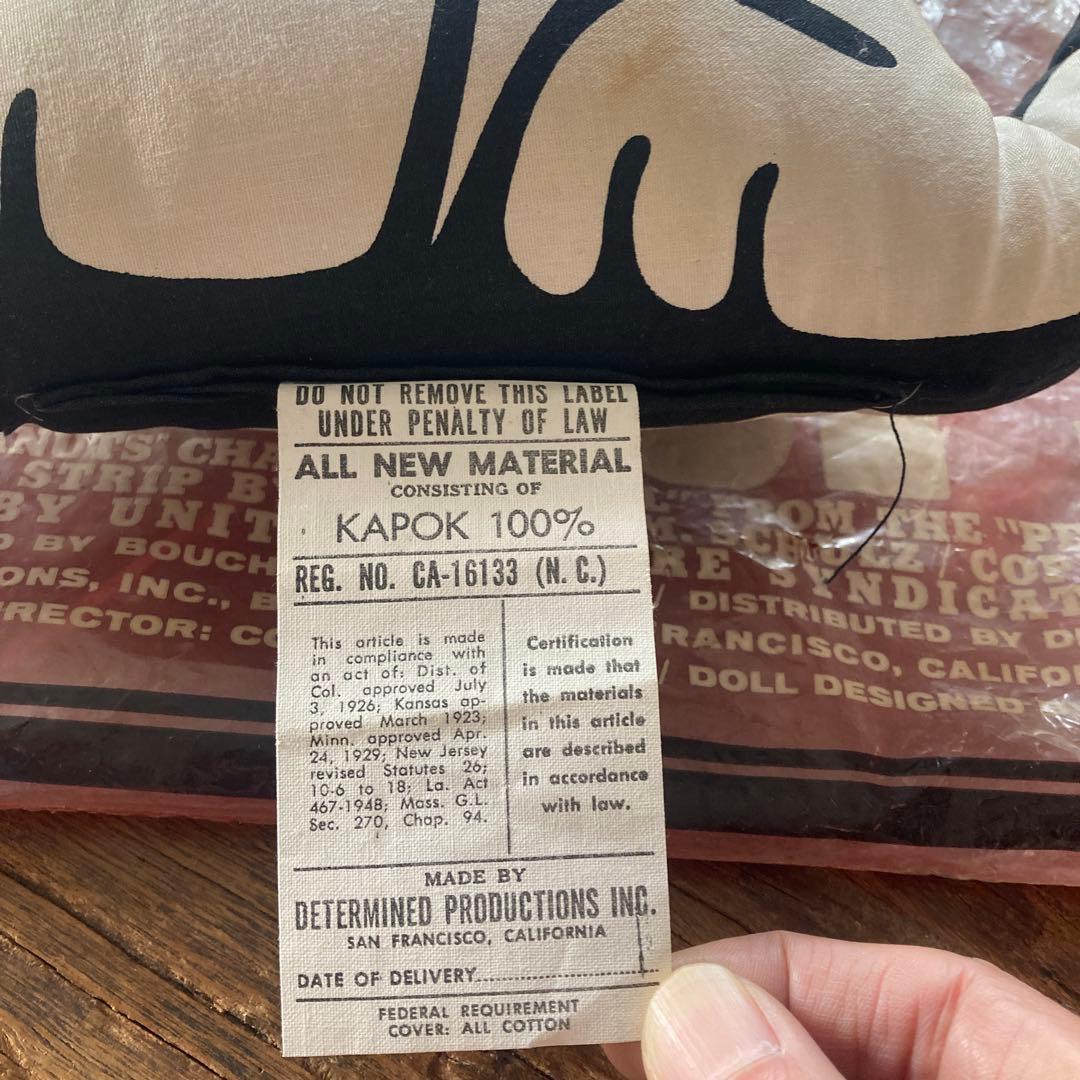 DO NOT REMOVE THIS LABEL
UNDER PENALTY OF LAW
ALL NEW MATERIAL
CONSISTING OF
KAPOK 100%
REG. NO. CA-16133 (N. C.)
This article is made
in compliance with
an act of: Dist. of
Col. approved July
3, 1926; Kansas ap-
proved March 1923;
Minn. approved Apr.
24, 1929; New Jersey
revised Statutes 26;
10-6 to 18; La. Act
467-1948; Mass. G.L.
Sec. 270, Chap. 94.
Certification
is made that
the materials
in this article
are described
in accordance
with law.
MADE BY
DETERMINED PRODUCTIONS INC.
SAN FRANCISCO, CALIFORNIA
DATE OF DELIVERY
FEDERAL REQUIREMENT
COVER: ALL COTTON
STRIP
BY
BY
THE
DISTRIBUTED BY
DOLL DESIGNED